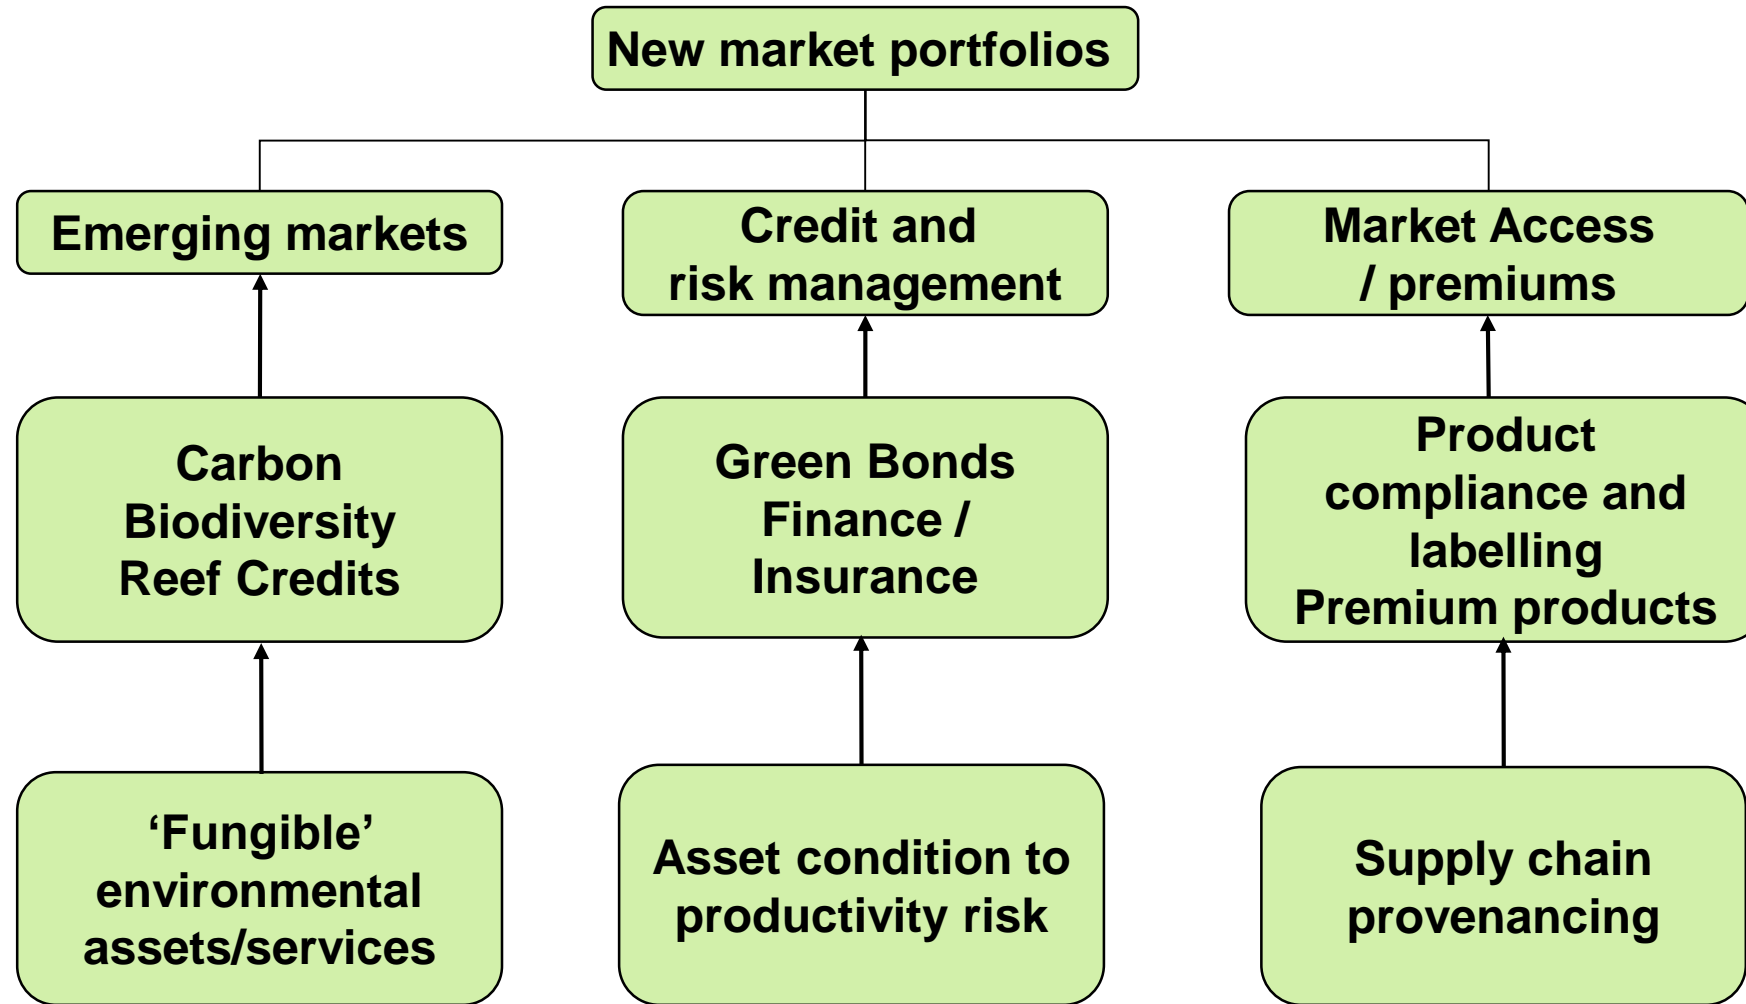 New market portfolios
Emerging markets
Credit and
risk management
Market Access
/ premiums
Carbon
Biodiversity
Reef Credits
Green Bonds
Finance /
Insurance
Product
compliance and
labelling
Premium products
‘Fungible’
environmental
assets/services
Asset condition to
productivity risk
Supply chain
provenancing